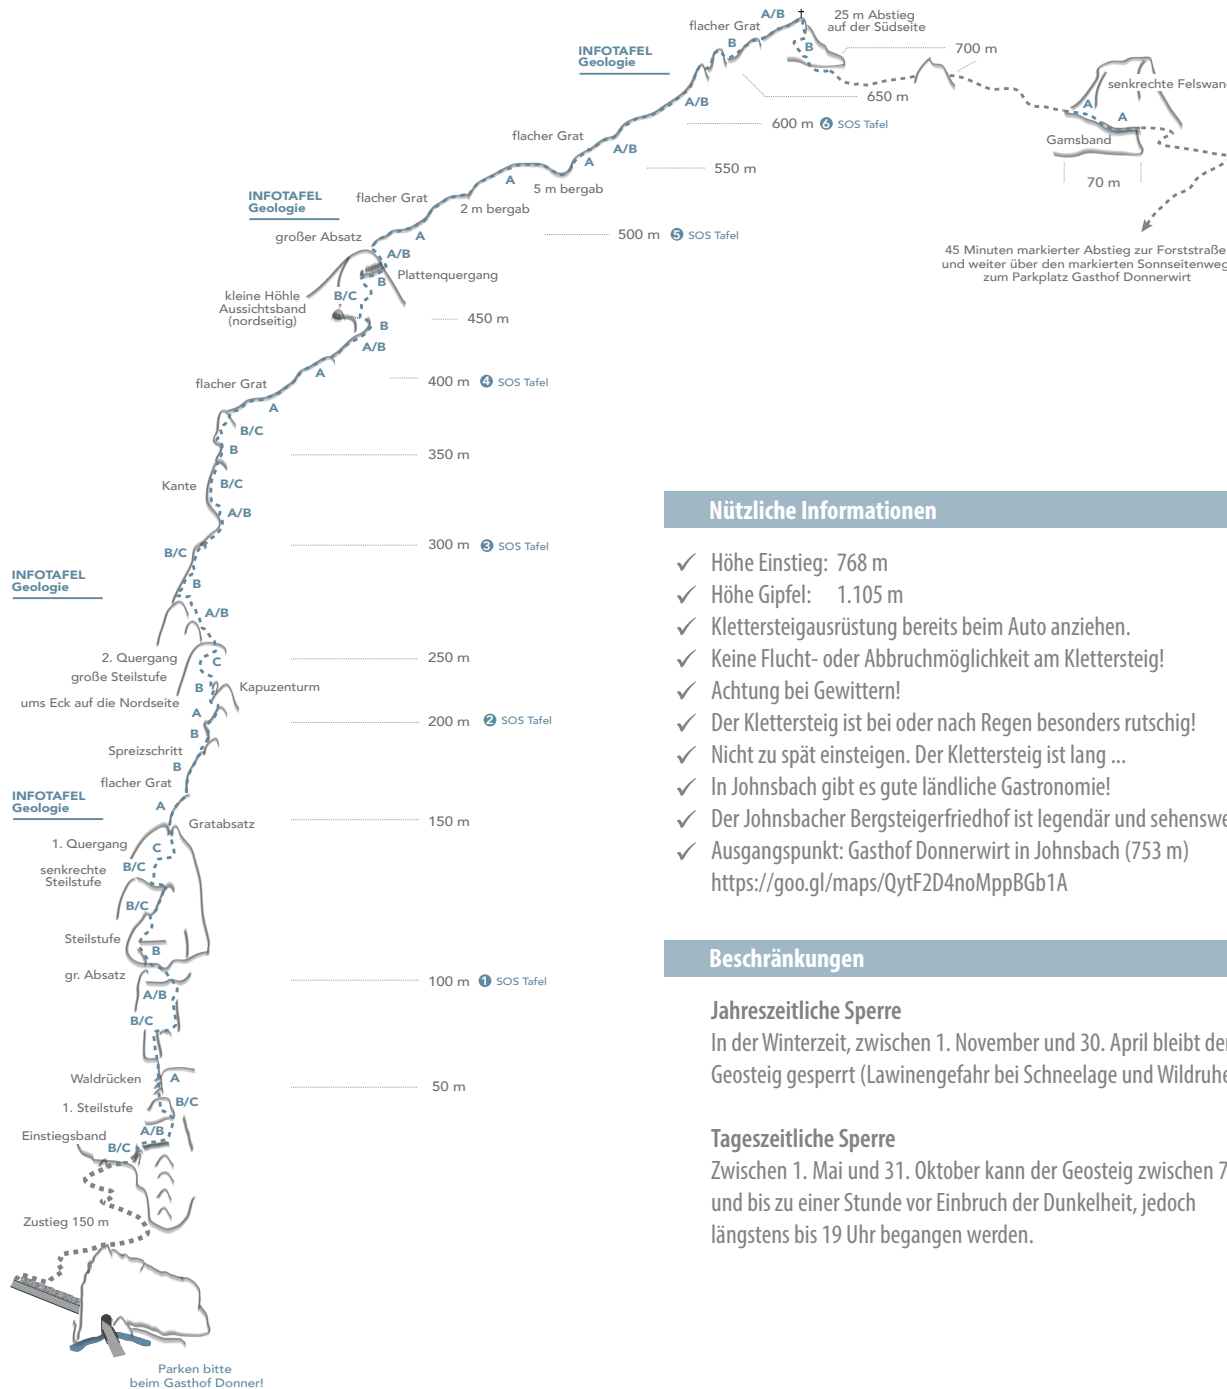 A/B
25 m Abstieg
auf der Südseite
flacher Grat
B
B
INFOTAFEL
Geologie
700 m
650 m
senkrechte Felswand
A
A
A/B
600 m 6 SOS Tafel
flacher Grat
A/B
Gamsband
A
550 m
A
5 m bergab
70 m
INFOTAFEL
Geologie
flacher Grat
2 m bergab
500 m 5 SOS Tafel
großer Absatz
A
A/B
45 Minuten markierter Abstieg zur Forststraße
und weiter über den markierten Sonnseitenweg
zum Parkplatz Gasthof Donnerwirt
Plattenquergang
B
B/C
kleine Höhle
Aussichtsband
(nordseitig)
450 m
B
A/B
A
400 m 4 SOS Tafel
flacher Grat
A
B/C
B
350 m
Kante
B/C
A/B
300 m 3 SOS Tafel
B/C
INFOTAFEL
Geologie
B
A/B
2. Quergang
250 m
C
große Steilstufe
B
Kapuzenturm
ums Eck auf die Nordseite
A
200 m 2 SOS Tafel
B
Spreizschritt
B
flacher Grat
INFOTAFEL
Geologie
A
Gratabsatz
150 m
1. Quergang
C
B/C
senkrechte
Steilstufe
B/C
Steilstufe
B
gr. Absatz
100 m 1 SOS Tafel
A/B
B/C
Waldrücken
A
50 m
1. Steilstufe
B/C
A/B
Einstiegsband
B/C
Zustieg 150 m
Parken bitte
beim Gasthof Donner!
Nützliche Informationen
✓ Höhe Einstieg: 768 m
✓ Höhe Gipfel: 1.105 m
✓ Klettersteigausrüstung bereits beim Auto anziehen.
✓ Keine Flucht- oder Abbruchmöglichkeit am Klettersteig!
✓ Achtung bei Gewittern!
✓ Der Klettersteig ist bei oder nach Regen besonders rutschig!
✓ Nicht zu spät einsteigen. Der Klettersteig ist lang ...
✓ In Johnsbach gibt es gute ländliche Gastronomie!
✓ Der Johnsbacher Bergsteigerfriedhof ist legendär und sehenswe
✓ Ausgangspunkt: Gasthof Donnerwirt in Johnsbach (753 m)
https://goo.gl/maps/QytF2D4noMppBGb1A
Beschränkungen
Jahreszeitliche Sperre
In der Winterzeit, zwischen 1. November und 30. April bleibt der
Geosteig gesperrt (Lawinengefahr bei Schneelage und Wildruhe
Tageszeitliche Sperre
Zwischen 1. Mai und 31. Oktober kann der Geosteig zwischen 7
und bis zu einer Stunde vor Einbruch der Dunkelheit, jedoch
längstens bis 19 Uhr begangen werden.